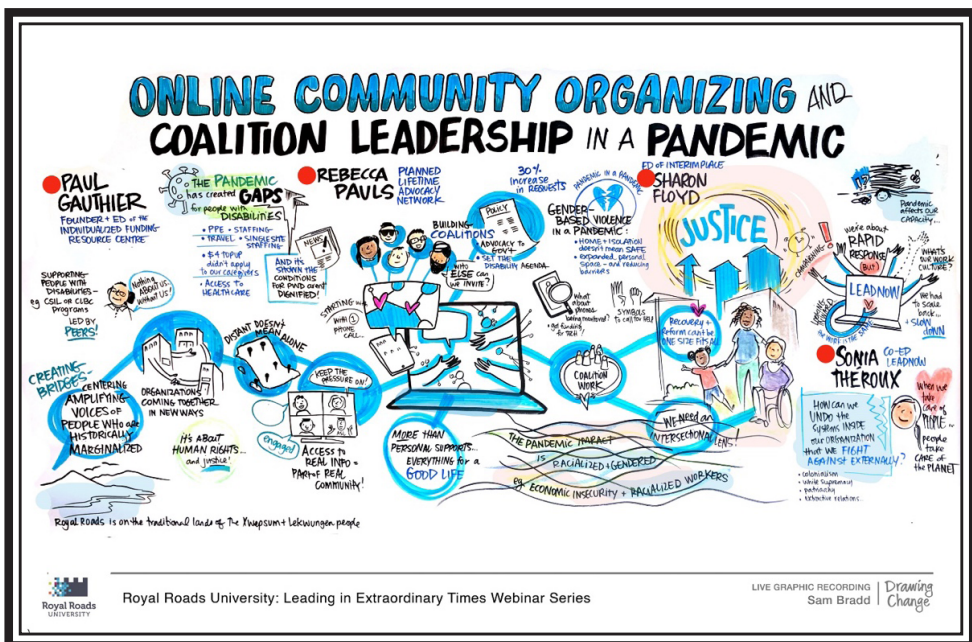 ONLINE COMMUNITY ORGANIZING AND
COALITION LEADERSHIP IN A PANDEMIC
PAUL
GAUTHIER
FOUNDER + ED of the
INDIVIDUALIZED FUNDING
RESOURCE CENTRE
THE PANDEMIC
has created GAPS
for people with
DISABILITIES
• PPE • STAFFING
• TRAVEL • SINGLE SITE
STAFFING
• $4 TOP UP
didn't apply
to our caregivers
• ACCESS to
HEALTHCARE
NEWS
AND it's
SHOWN THE
CONDITIONS
FOR PWD aren't
DIGNIFIED!
SUPPORTING
PEOPLE WITH
DISABILITIES -
eg CSIL or CLBC
Programs
LED BY
PEERS!
Nothing
ABOUT US
without US!
CREATING
BRIDGES
CENTERING
AMPLIFYING
VOICES OF
PEOPLE WHO are
HISTORICALLY
MARGINALIZED
ORGANIZATIONS
COMING TOGETHER
IN NEW WAYS
DISTANT DOESN'T
MEAN ALONE
it's ABOUT
HUMAN RIGHTS...
and justice!
KEEP THE
PRESSURE ON!
engaged
ACCESS to
REAL INFO =
PART of REAL
COMMUNITY!
REBECCA
PAULS
PLANNED
LIFETIME
ADVOCACY
NETWORK
30%
increase
in REQUESTS
BUILDING
COALITIONS
POLICY
ADVOCACY to
GOV'T
• SET THE
DISABILITY AGENDA
WHO
ELSE can
we INVITE?
STARTING
WITH 1
PHONE
CALL...
MORE THAN
PERSONAL SUPPORTS...
EVERYTHING for a
GOOD LIFE
ED OF INTERIM PLACE
SHARON
FLOYD
PANDEMIC IN A PANDEMIC
GENDER-
BASED VIOLENCE
IN A PANDEMIC:
• HOME + ISOLATION
doesn't mean SAFE
• expanded personal
space - and reducing
barriers
What
about
phones
being monitored?
• get funding
for TECH!
SYMBOLS
to call for HELP
JUSTICE
RECOVERY +
Reform can't be
ONE SIZE FITS ALL
COALITION
WORK
WE NEED an
INTERSECTIONAL LENS!
THE PANDEMIC IMPACT
IS RACIALIZED + GENDERED
eg. ECONOMIC INSECURITY + RACIALIZED WORKERS
Pandemic
affects OUR
CAPACITY...
CAMPAIGNING!
we're about
RAPID
RESPONSE!
BUT
WHAT'S
OUR WORK
CULTURE?
LEADNOW
We had
to SCALE
back...
+ SLOW
DOWN
SONIA
THEROUX
CO-ED
LEADNOW
HOW can we
UNDO the
Systems INSIDE
our ORGANIZATION
that WE FIGHT
AGAINST EXTERNALLY?
• colonialism
• white supremacy
• patriarchy
• extractive relations...
when we
take
care of
PEOPLE...
people
take
CARE of
the PLANET
Royal Roads is on the traditional lands of the Xwepsum + Lekwungen people
Royal Roads
UNIVERSITY
Royal Roads University: Leading in Extraordinary Times Webinar Series
LIVE GRAPHIC RECORDING
Sam Bradd
Drawing
Change